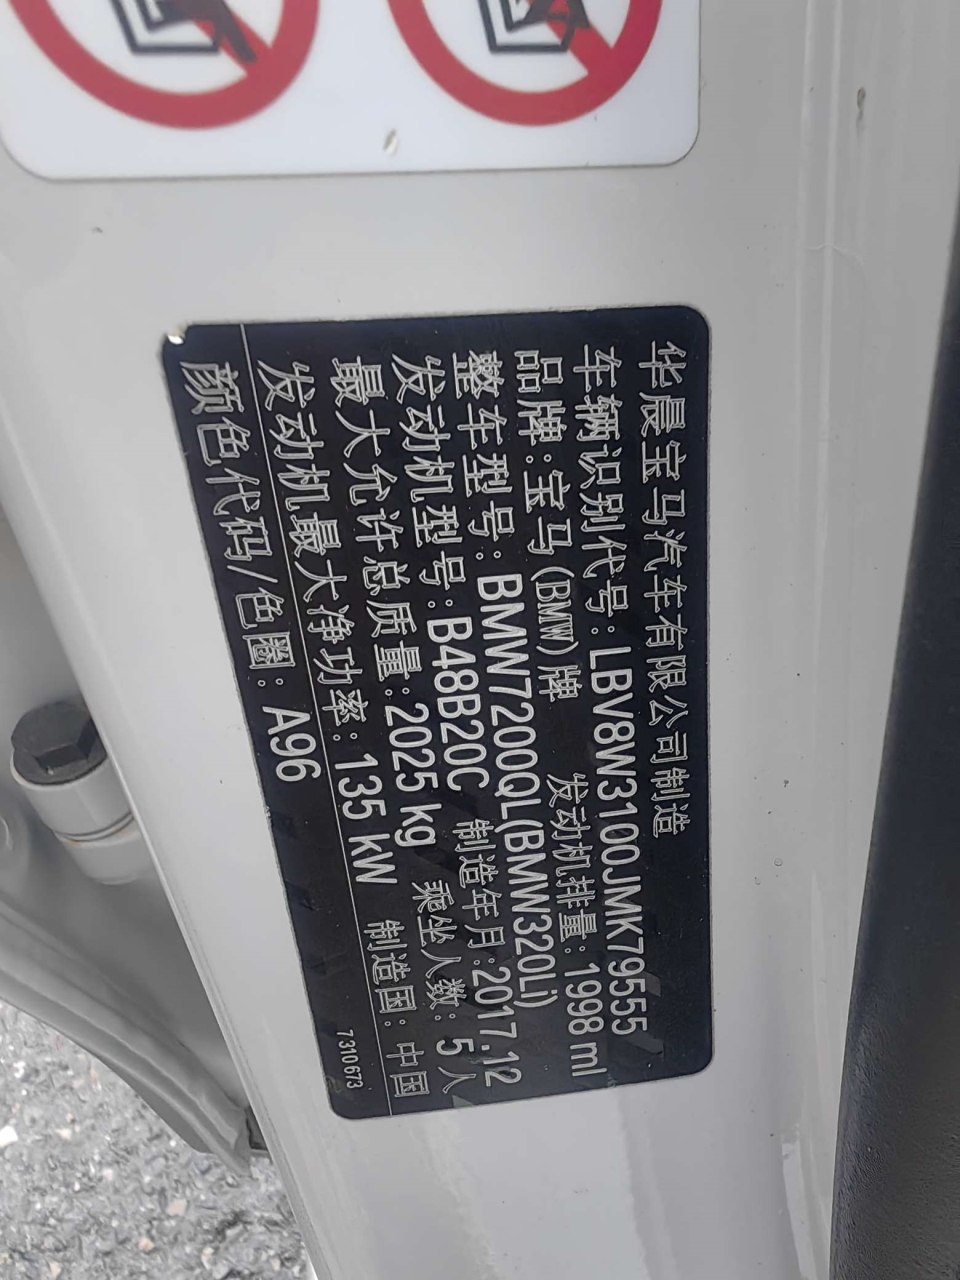 华晨宝马汽车有限公司制造
车辆识别代号:LBV8W3100JMK79555
品牌:宝马(BMW)牌 发动机排量:1998 ml
整车型号:BMW7200QL(BMW320Li)
发动机型号:B48B20C 制造年月:2017.12
最大允许总质量:2025 kg 乘坐人数: 5 人
发动机最大净功率: 135 kW 制造国: 中国
颜色代码/色圈: A96 7 310 673